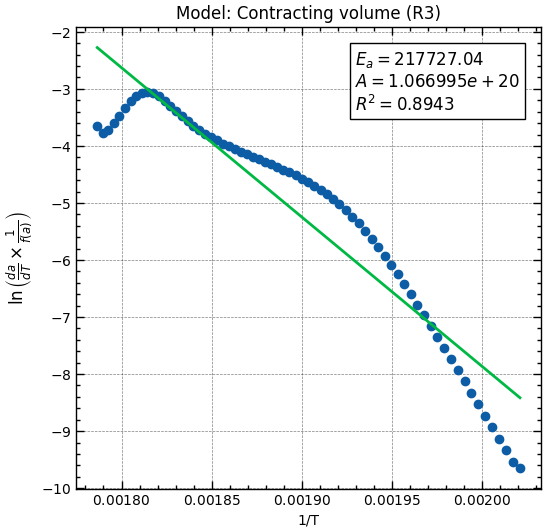 Model: Contracting volume (R3)
E_a = 217727.04
A = 1.066995e + 20
R^2 = 0.8943
ln(da/dT × 1/f(a))
−2
−3
−4
−5
−6
−7
−8
−9
−10
0.00180 0.00185 0.00190 0.00195 0.00200
1/T